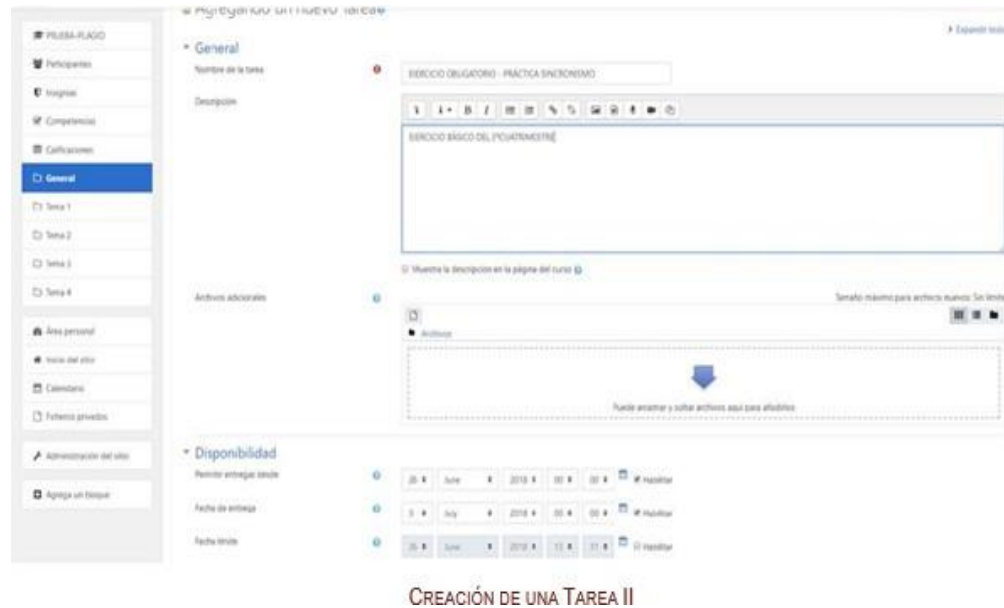 Agregando un nuevo Tarea
Expandir todo
PRUEBA-PLAGIO
Participantes
Insignias
Competencias
Calificaciones
General
Tema 1
Tema 2
Tema 3
Tema 4
Área personal
Inicio del sitio
Calendario
Ficheros privados
Administración del sitio
Agrega un bloque
General
Nombre de la tarea
EJERCICIO OBLIGATORIO - PRÁCTICA SINCRONISMO
Descripción
B I
EJERCICIO BÁSICO DEL 1ºCUATRIMESTRE
Muestra la descripción en la página del curso
Archivos adicionales
Tamaño máximo para archivos nuevos: Sin límite
Archivos
Puede arrastrar y soltar archivos aquí para añadirlos
Disponibilidad
Permitir entregas desde
26 June 2018 00 00 Habilitar
Fecha de entrega
3 July 2018 00 00 Habilitar
Fecha límite
26 June 2018 13 31 Habilitar
CREACIÓN DE UNA TAREA II